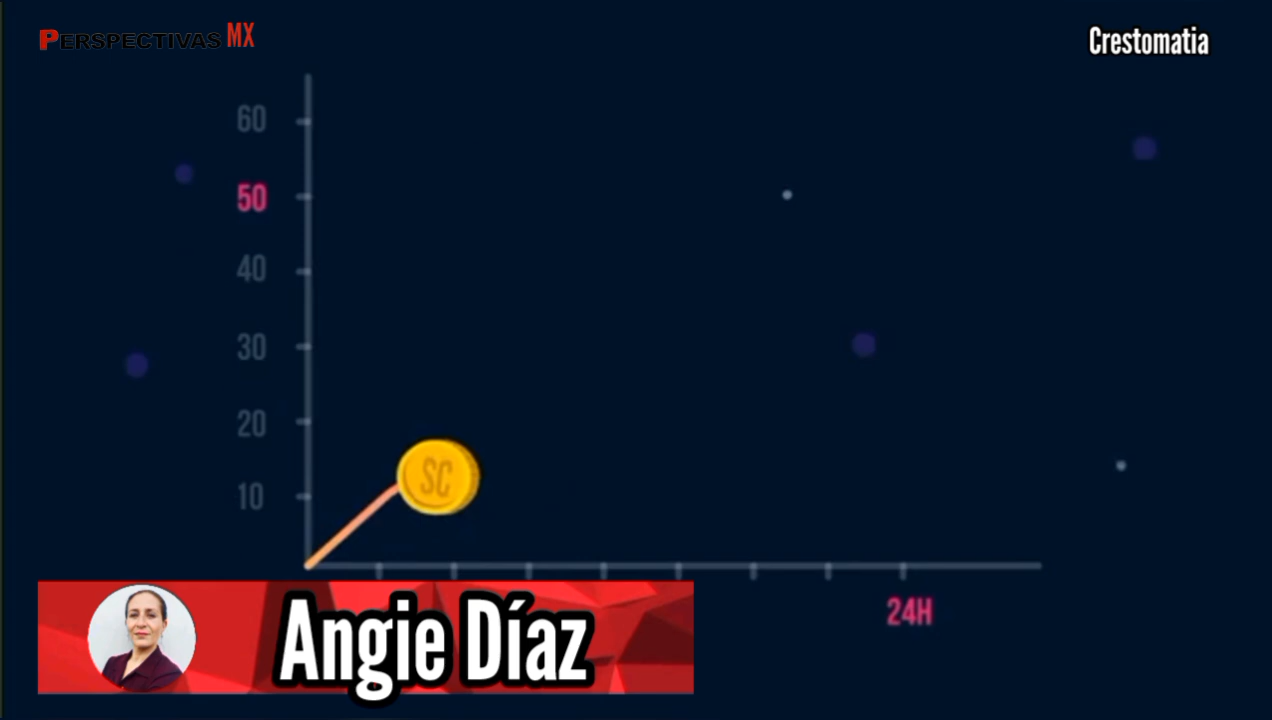 PERSPECTIVAS MX
Crestomatia
60
50
40
30
20
10
SC
24H
Angie Díaz